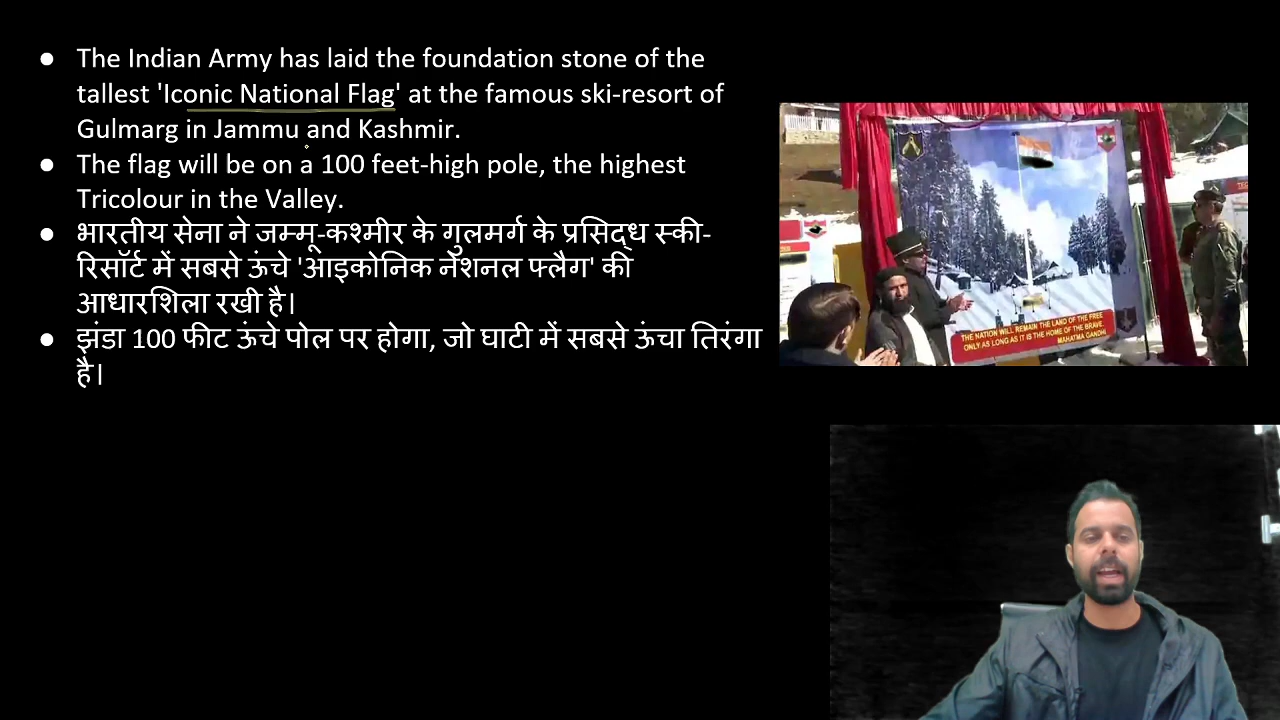 ● The Indian Army has laid the foundation stone of the
tallest 'Iconic National Flag' at the famous ski-resort of
Gulmarg in Jammu and Kashmir.
● The flag will be on a 100 feet-high pole, the highest
Tricolour in the Valley.
● भारतीय सेना ने जम्मू-कश्मीर के गुलमर्ग के प्रसिद्ध स्की-
रिसॉर्ट में सबसे ऊंचे 'आइकोनिक नेशनल फ्लैग' की
आधारशिला रखी है।
● झंडा 100 फीट ऊंचे पोल पर होगा, जो घाटी में सबसे ऊंचा तिरंगा
है।
THE NATION WILL REMAIN THE LAND OF THE FREE
ONLY AS LONG AS IT IS THE HOME OF THE BRAVE.
MAHATMA GANDHI